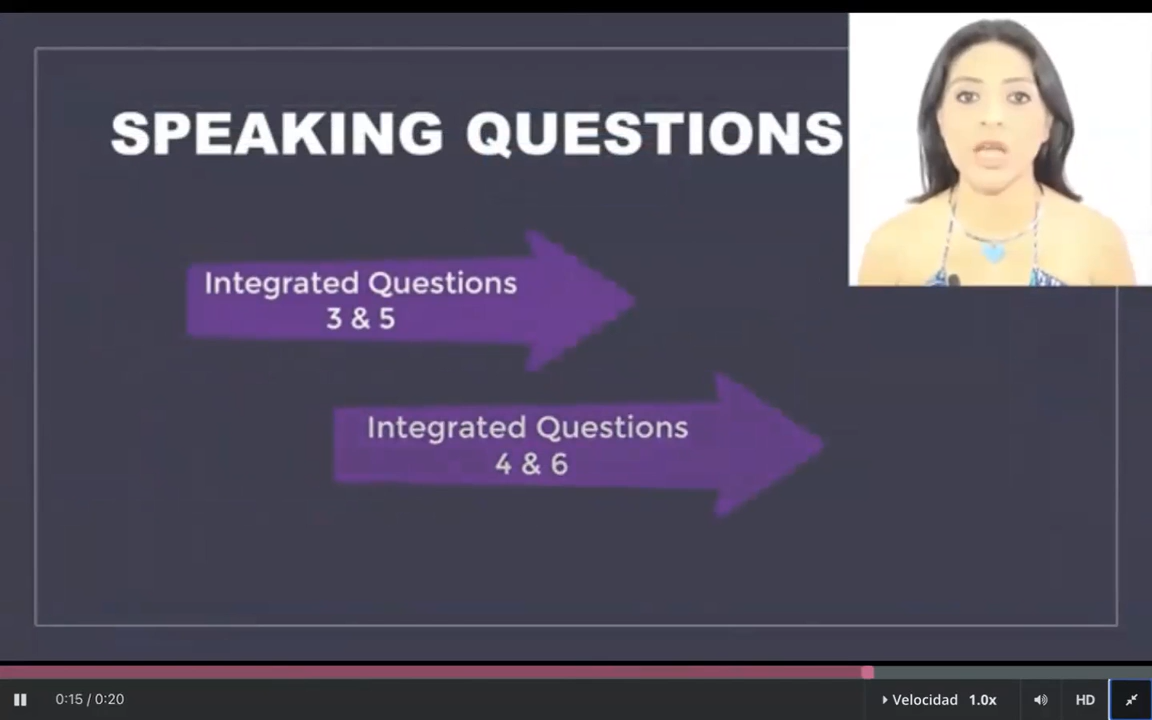 SPEAKING QUESTIONS
Integrated Questions
3 & 5
Integrated Questions
4 & 6
0:15 / 0:20
Velocidad 1.0x
HD